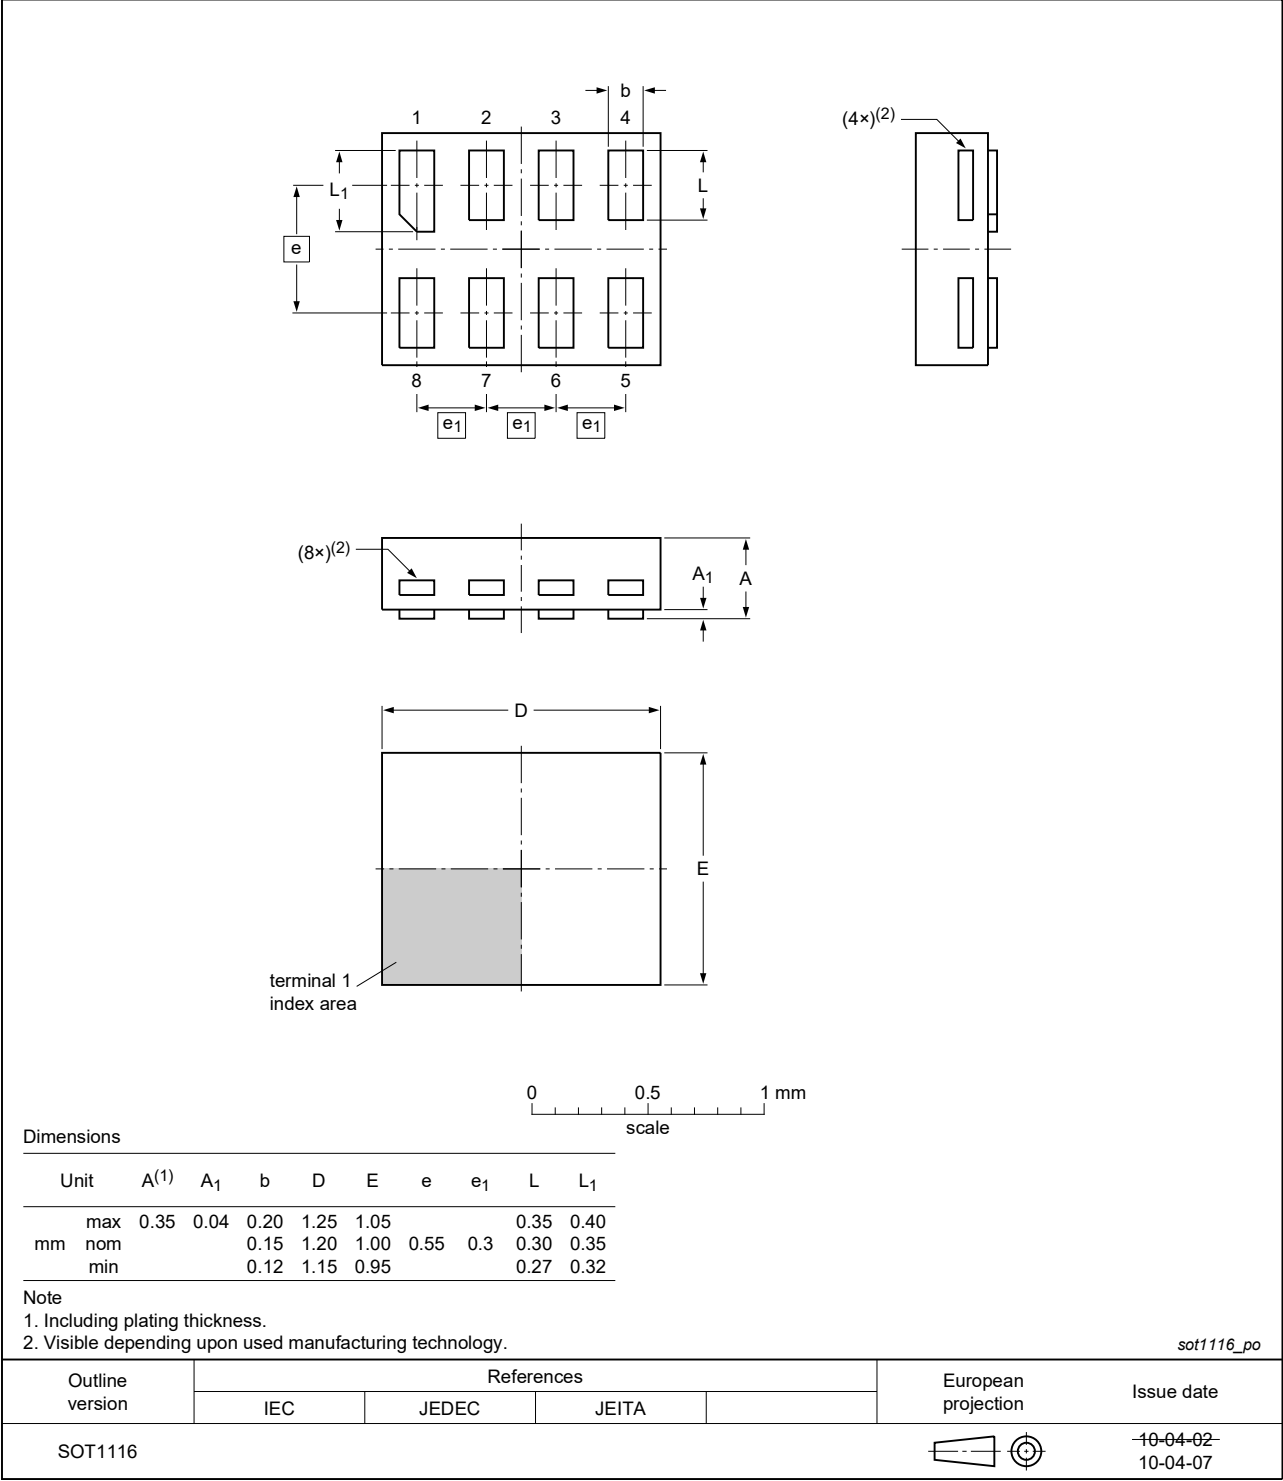 b
1 2 3 4
(4×)(2)
L1
L
e
8 7 6 5
e1 e1 e1
(8×)(2)
A1 A
D
E
terminal 1
index area
0 0.5 1 mm
scale
Dimensions
Unit A(1) A1 b D E e e1 L L1
max 0.35 0.04 0.20 1.25 1.05 0.35 0.40
mm nom 0.15 1.20 1.00 0.55 0.3 0.30 0.35
min 0.12 1.15 0.95 0.27 0.32
Note
1. Including plating thickness.
2. Visible depending upon used manufacturing technology.
sot1116_po
Outline
version
References
IEC JEDEC JEITA
European
projection
Issue date
SOT1116
10-04-02
10-04-07